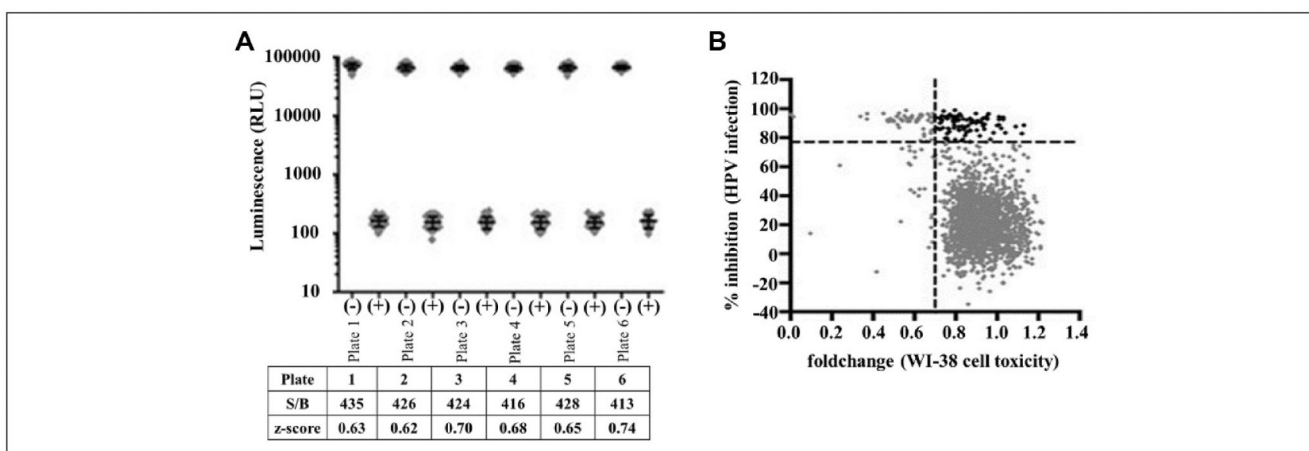 A
Luminescence (RLU)
100000
10000
1000
100
10
(-) (+) (-) (+) (-) (+) (-) (+) (-) (+) (-) (+)
Plate 1
Plate 2
Plate 3
Plate 4
Plate 5
Plate 6
Plate 1 2 3 4 5 6
S/B 435 426 424 416 428 413
z-score 0.63 0.62 0.70 0.68 0.65 0.74
B
% inhibition (HPV infection)
120
100
80
60
40
20
0
-20
-40
0.0 0.2 0.4 0.6 0.8 1.0 1.2 1.4
foldchange (WI-38 cell toxicity)